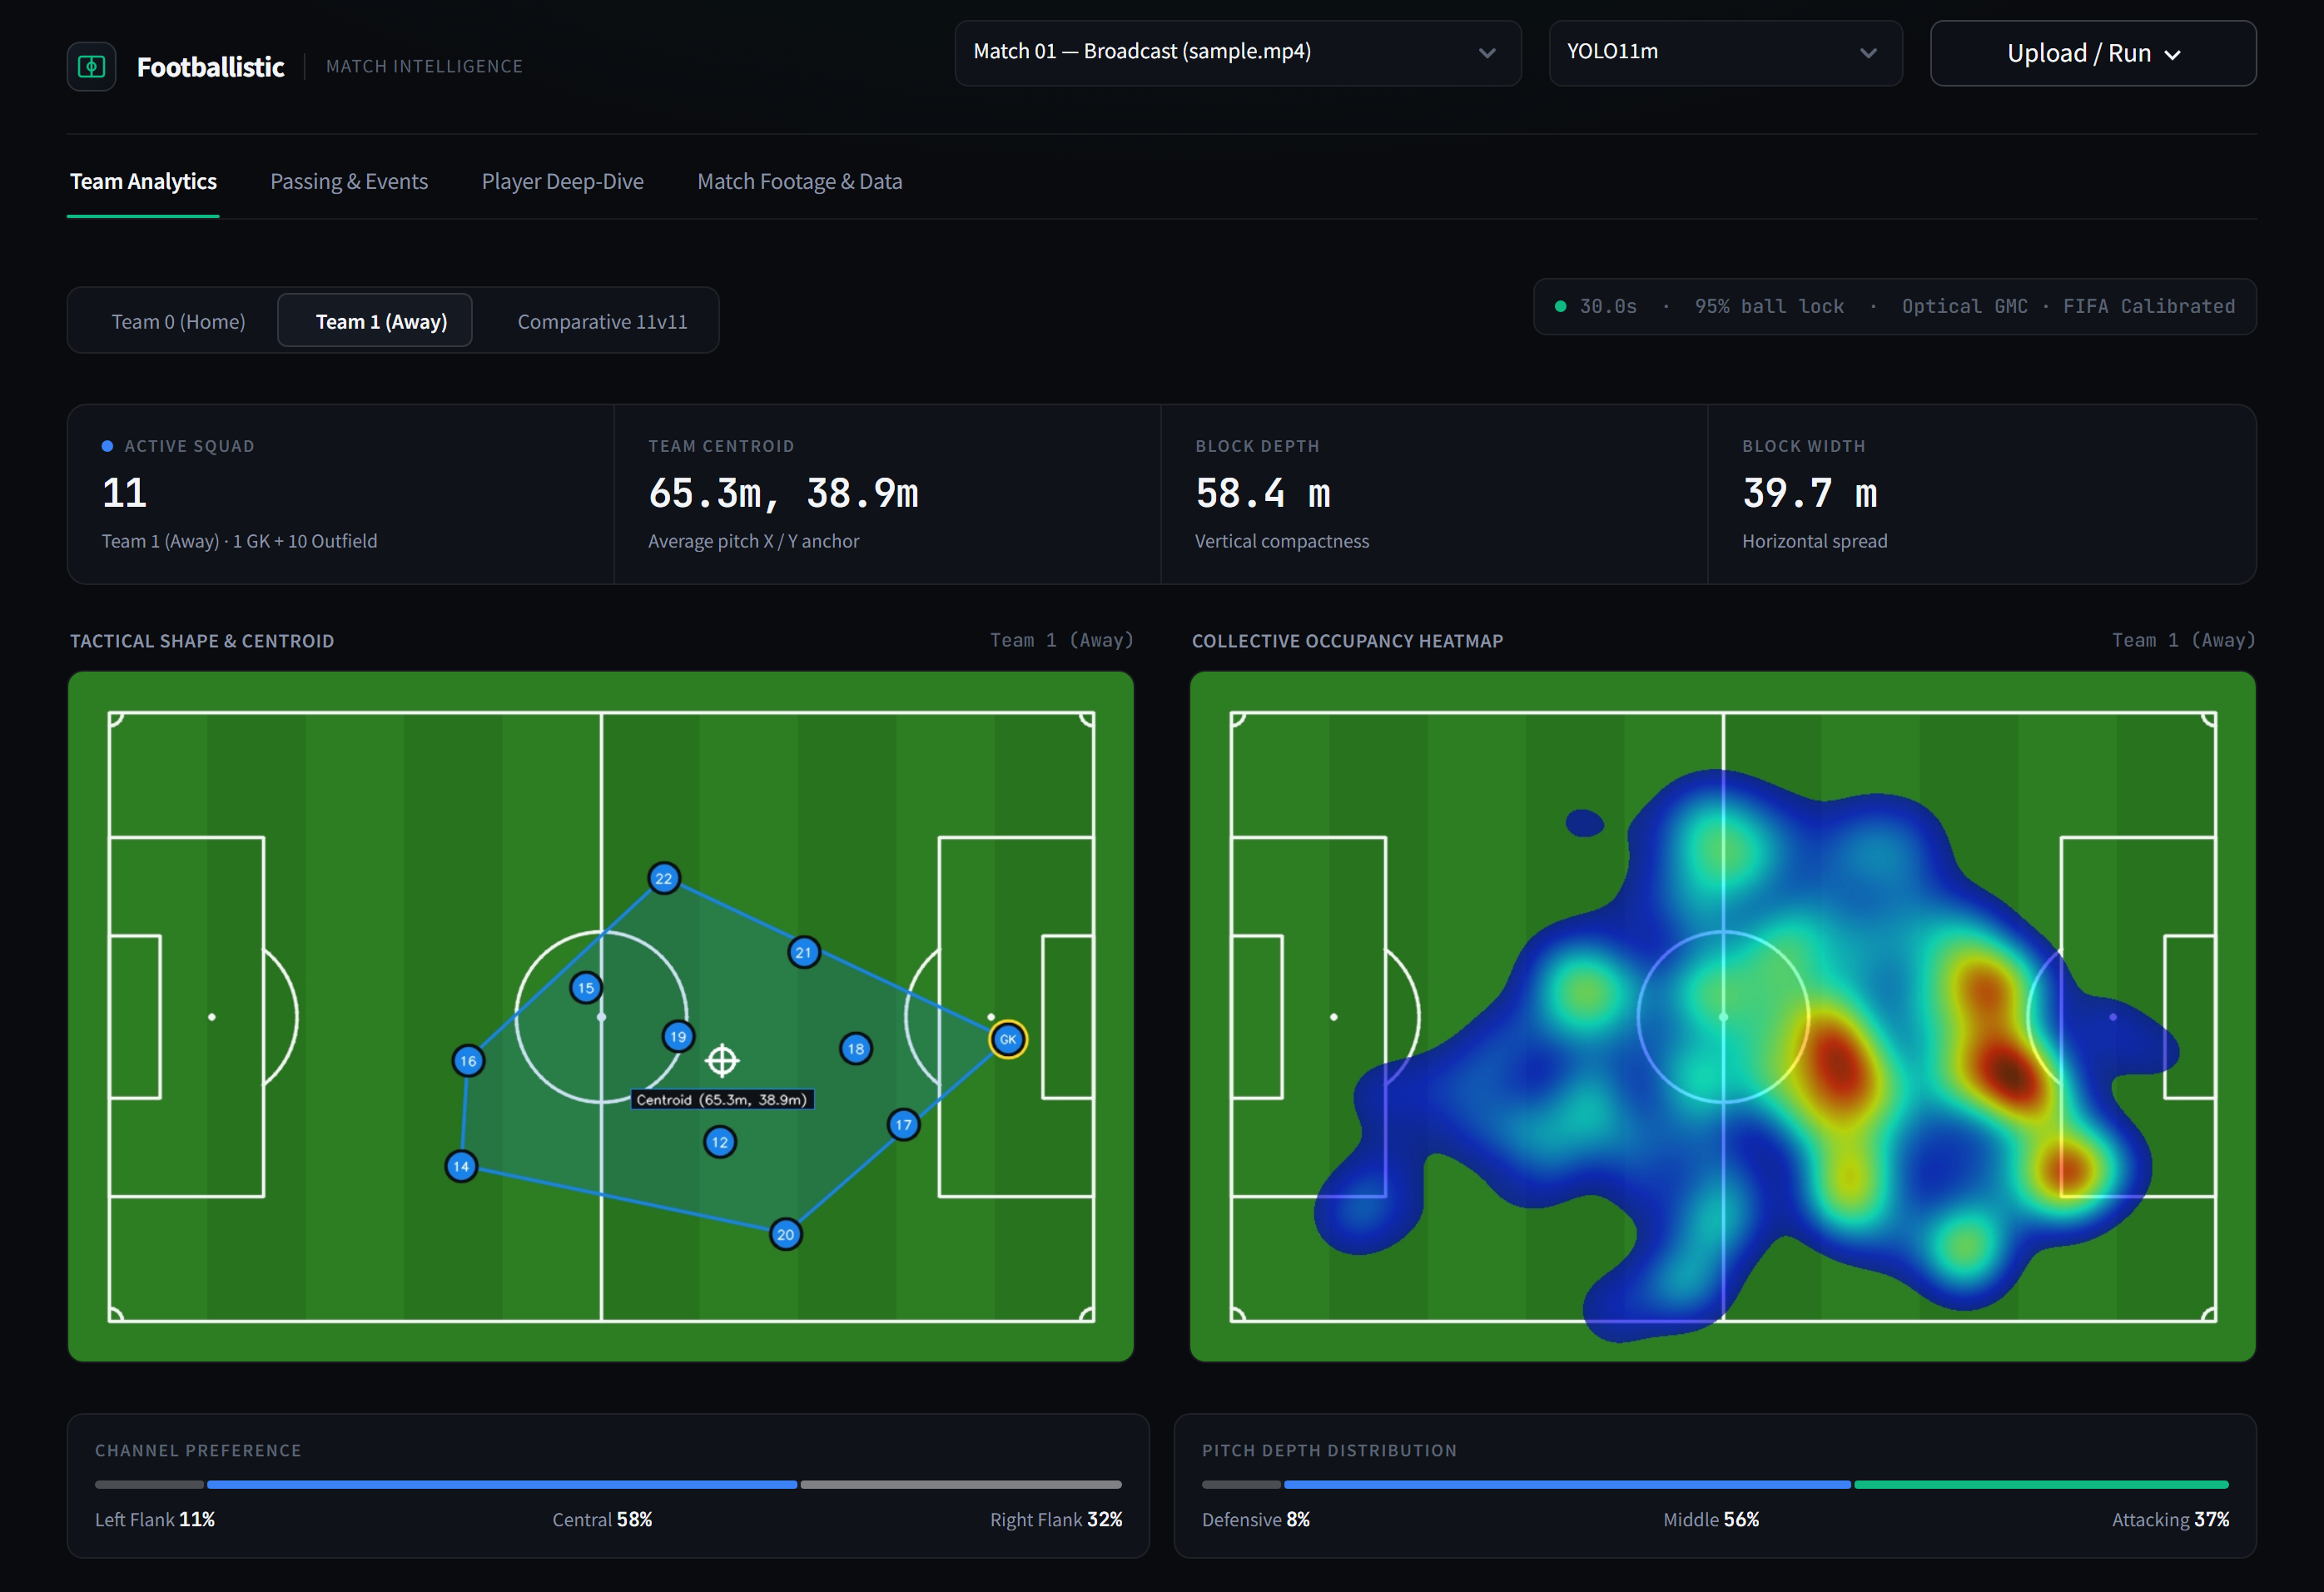 Footballistic
MATCH INTELLIGENCE
Match 01 — Broadcast (sample.mp4)
YOLO11m
Upload / Run
Team Analytics
Passing & Events
Player Deep-Dive
Match Footage & Data
Team 0 (Home)
Team 1 (Away)
Comparative 11v11
30.0s · 95% ball lock · Optical GMC · FIFA Calibrated
ACTIVE SQUAD
11
Team 1 (Away) · 1 GK + 10 Outfield
TEAM CENTROID
65.3m, 38.9m
Average pitch X / Y anchor
BLOCK DEPTH
58.4 m
Vertical compactness
BLOCK WIDTH
39.7 m
Horizontal spread
TACTICAL SHAPE & CENTROID
Team 1 (Away)
22
21
15
19
GK
18
16
Centroid (65.3m, 38.9m)
17
12
14
20
COLLECTIVE OCCUPANCY HEATMAP
Team 1 (Away)
CHANNEL PREFERENCE
Left Flank 11%
Central 58%
Right Flank 32%
PITCH DEPTH DISTRIBUTION
Defensive 8%
Middle 56%
Attacking 37%